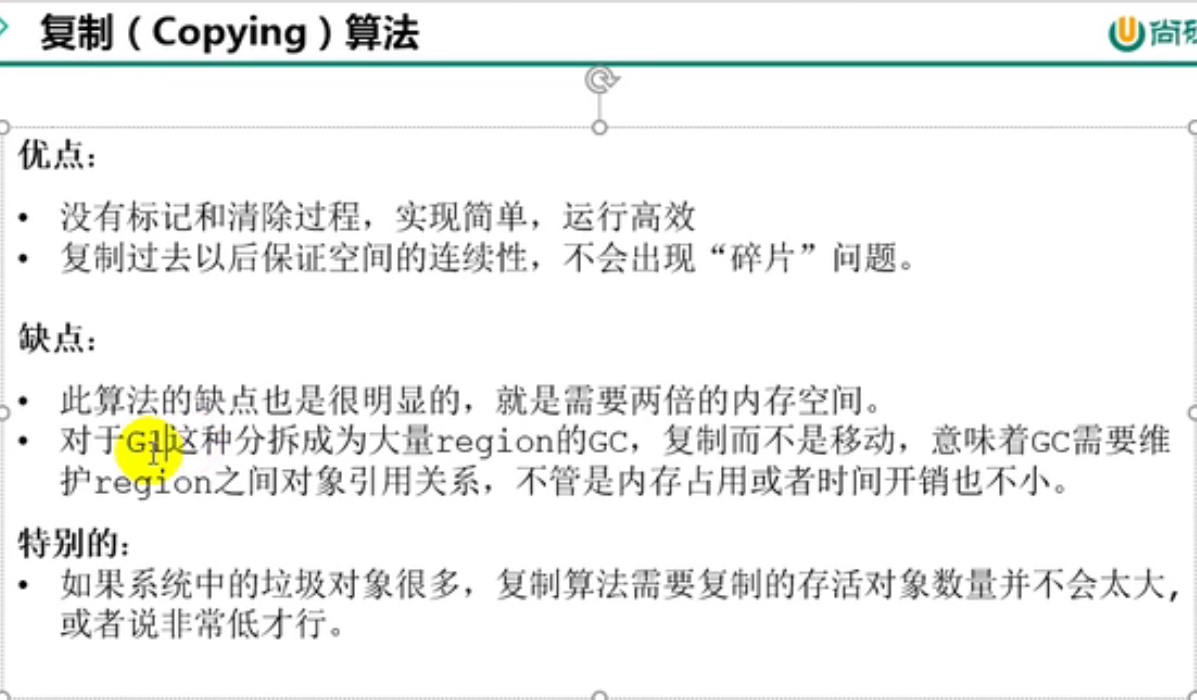 复制（Copying）算法
尚硅
优点：
• 没有标记和清除过程，实现简单，运行高效
• 复制过去以后保证空间的连续性，不会出现“碎片”问题。
缺点：
• 此算法的缺点也是很明显的，就是需要两倍的内存空间。
• 对于G1这种分拆成为大量region的GC，复制而不是移动，意味着GC需要维
护region之间对象引用关系，不管是内存占用或者时间开销也不小。
特别的：
• 如果系统中的垃圾对象很多，复制算法需要复制的存活对象数量并不会太大，
或者说非常低才行。